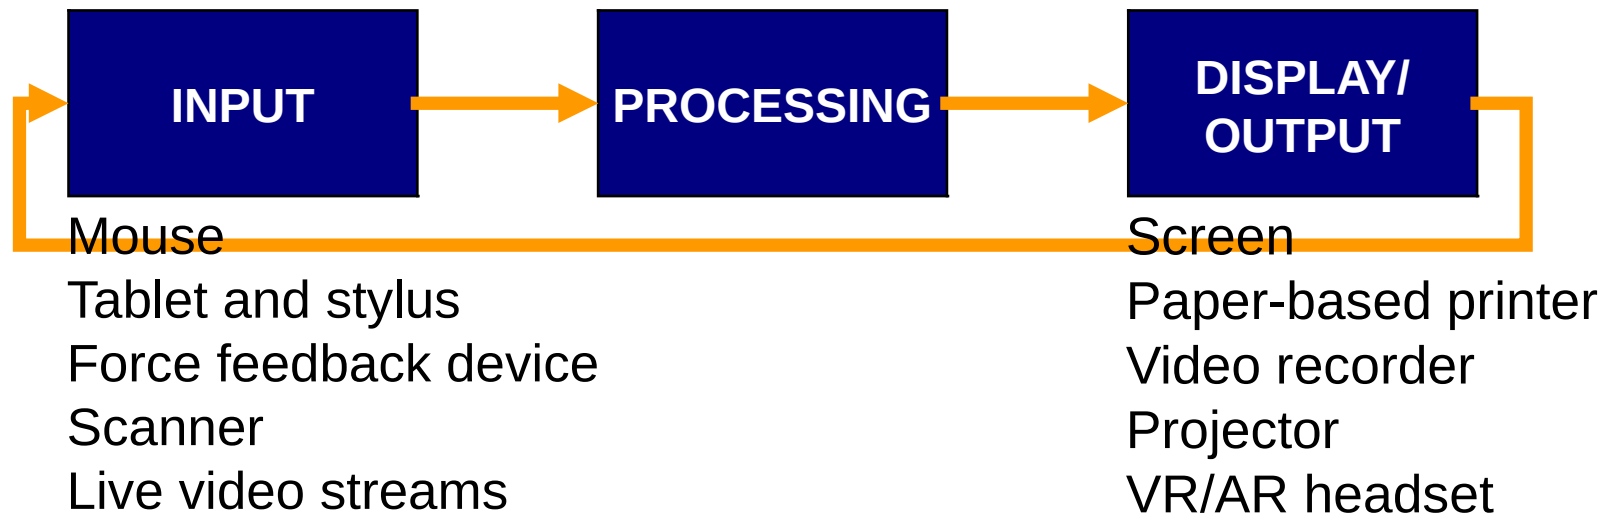 INPUT
PROCESSING
DISPLAY/
OUTPUT
Mouse
Tablet and stylus
Force feedback device
Scanner
Live video streams
Screen
Paper-based printer
Video recorder
Projector
VR/AR headset